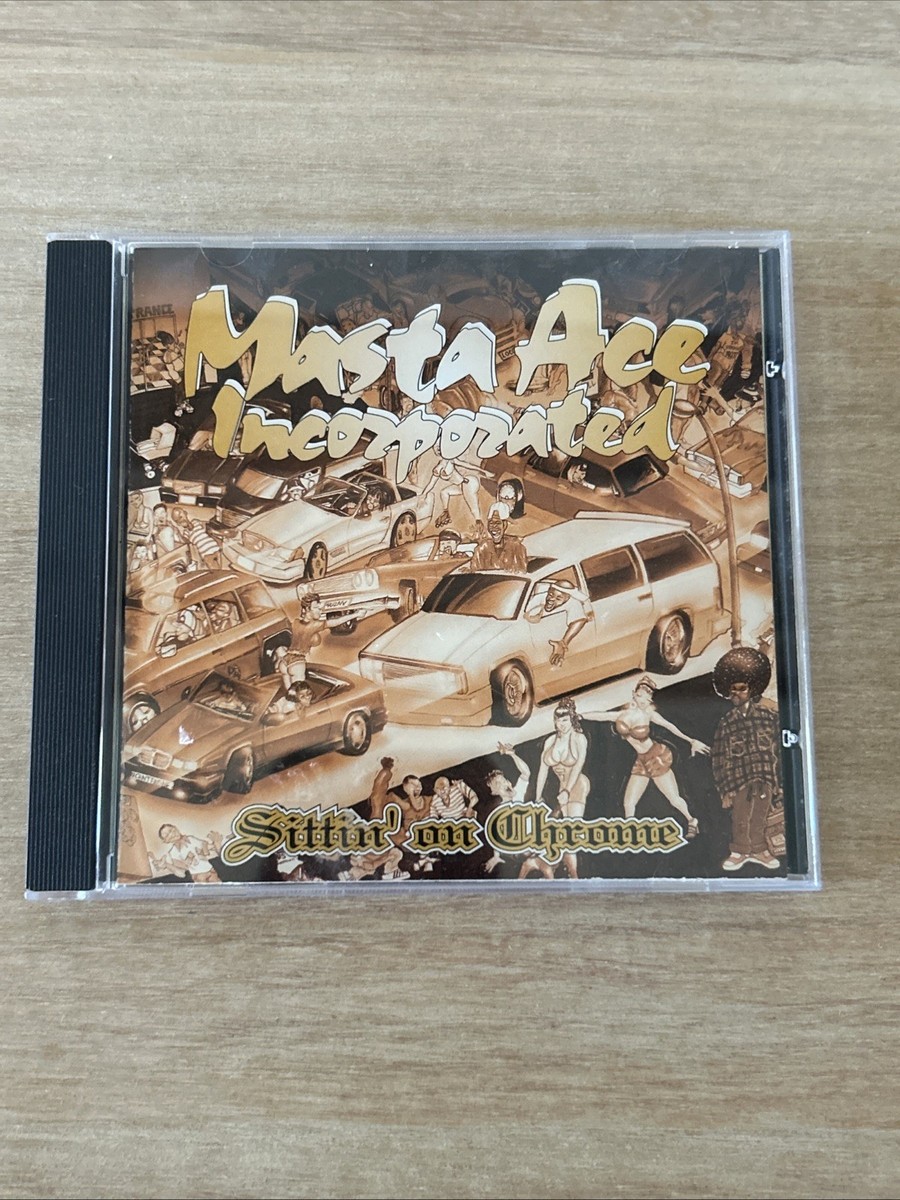 Masta Ace
Incorporated
Sittin' on Chrome